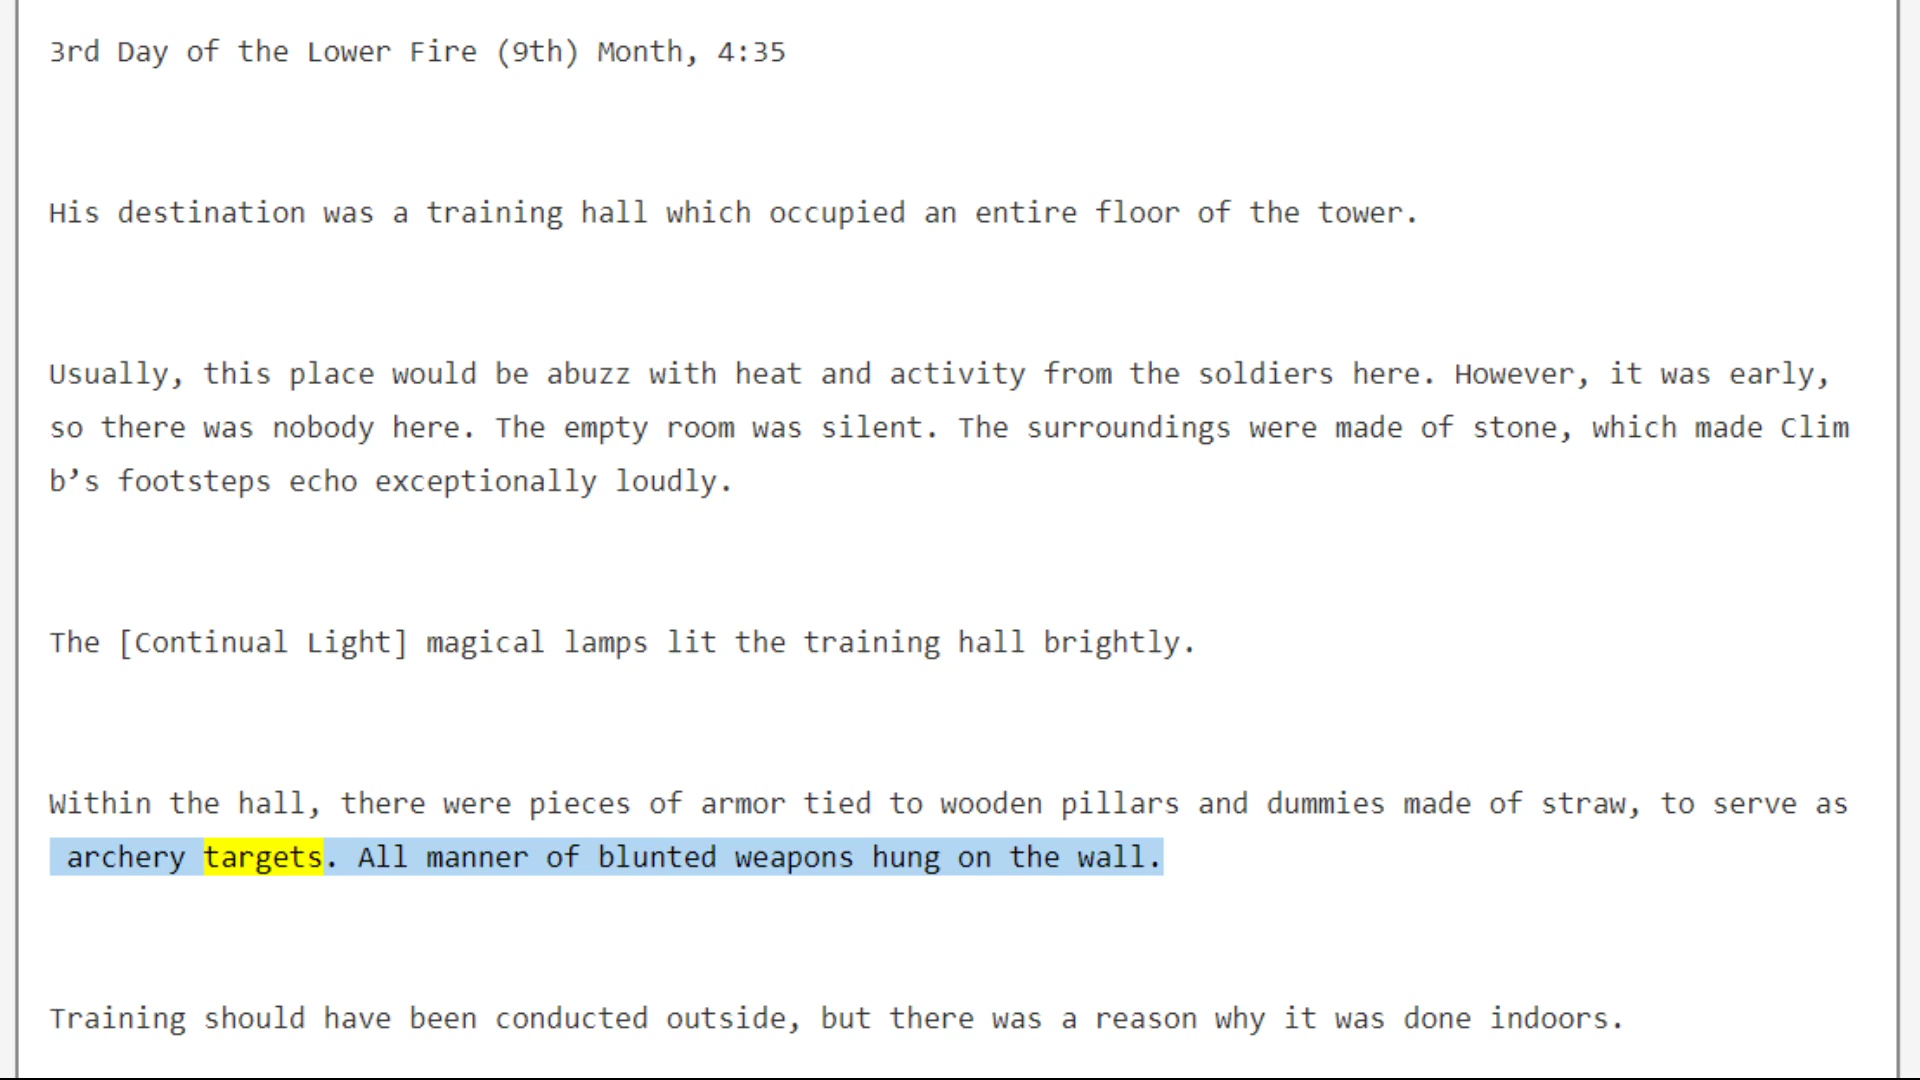 3rd Day of the Lower Fire (9th) Month, 4:35
His destination was a training hall which occupied an entire floor of the tower.
Usually, this place would be abuzz with heat and activity from the soldiers here. However, it was early,
so there was nobody here. The empty room was silent. The surroundings were made of stone, which made Clim
b’s footsteps echo exceptionally loudly.
The [Continual Light] magical lamps lit the training hall brightly.
Within the hall, there were pieces of armor tied to wooden pillars and dummies made of straw, to serve as
archery targets. All manner of blunted weapons hung on the wall.
Training should have been conducted outside, but there was a reason why it was done indoors.